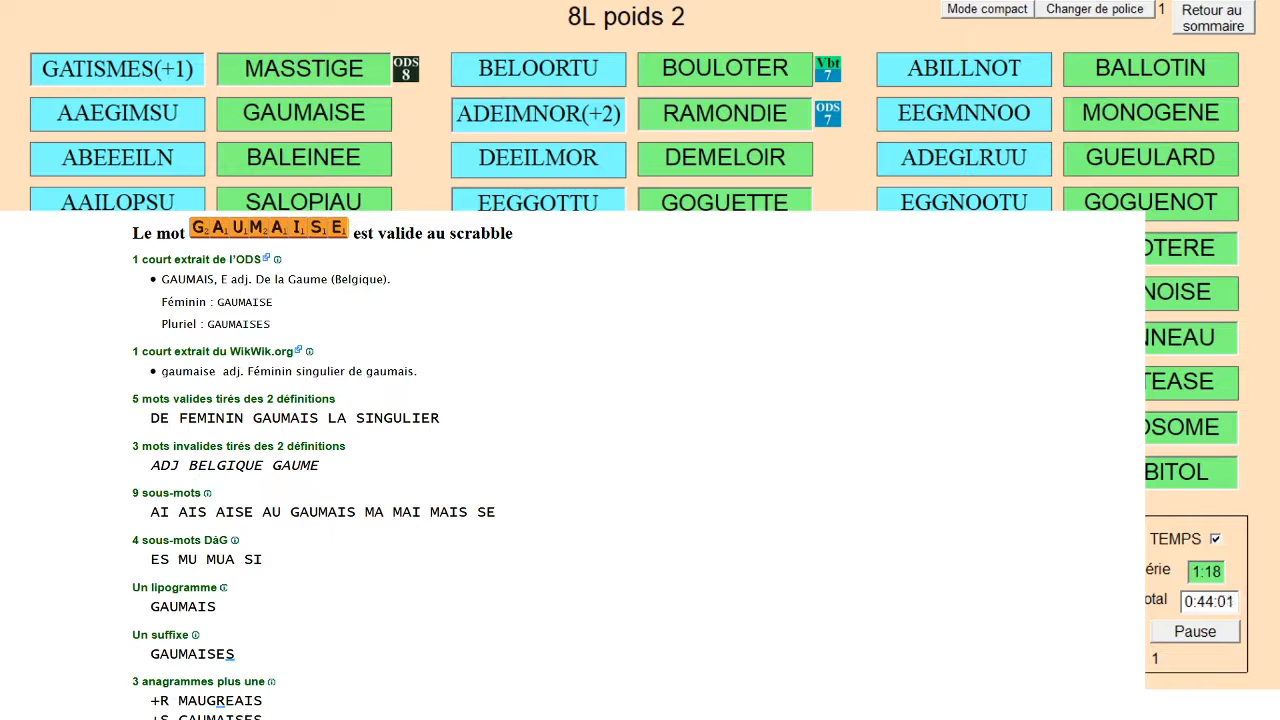 8L poids 2
Mode compact
Changer de police
1
Retour au
sommaire
GATISMES(+1) MASSTIGE ODS 8 BELOORTU BOULOTER Vbt 7 ABILLNOT BALLOTIN
AAEGIMSU GAUMAISE ADEIMNOR(+2) RAMONDIE ODS 7 EEGMNNOO MONOGENE
ABEEEILN BALEINEE DEEILMOR DEMELOIR ADEGLRUU GUEULARD
AAILOPSU SALOPIAU EEGGOTTU GOGUETTE EGGNOOTU GOGUENOT
Le mot G2A1U1M2A1I1S1E1 est valide au scrabble
1 court extrait de l'ODS
• GAUMAIS, E adj. De la Gaume (Belgique).
Féminin : GAUMAISE
Pluriel : GAUMAISES
1 court extrait du WikWik.org
• gaumaise adj. Féminin singulier de gaumais.
5 mots valides tirés des 2 définitions
DE FEMININ GAUMAIS LA SINGULIER
3 mots invalides tirés des 2 définitions
ADJ BELGIQUE GAUME
9 sous-mots
AI AIS AISE AU GAUMAIS MA MAI MAIS SE
4 sous-mots DàG
ES MU MUA SI
Un lipogramme
GAUMAIS
Un suffixe
GAUMAISES
3 anagrammes plus une
+R MAUGREAIS
+S GAUMAISES
OTERE
NOISE
NNEAU
TEASE
OSOME
BITOL
TEMPS
érie 1:18
otal 0:44:01
Pause
1